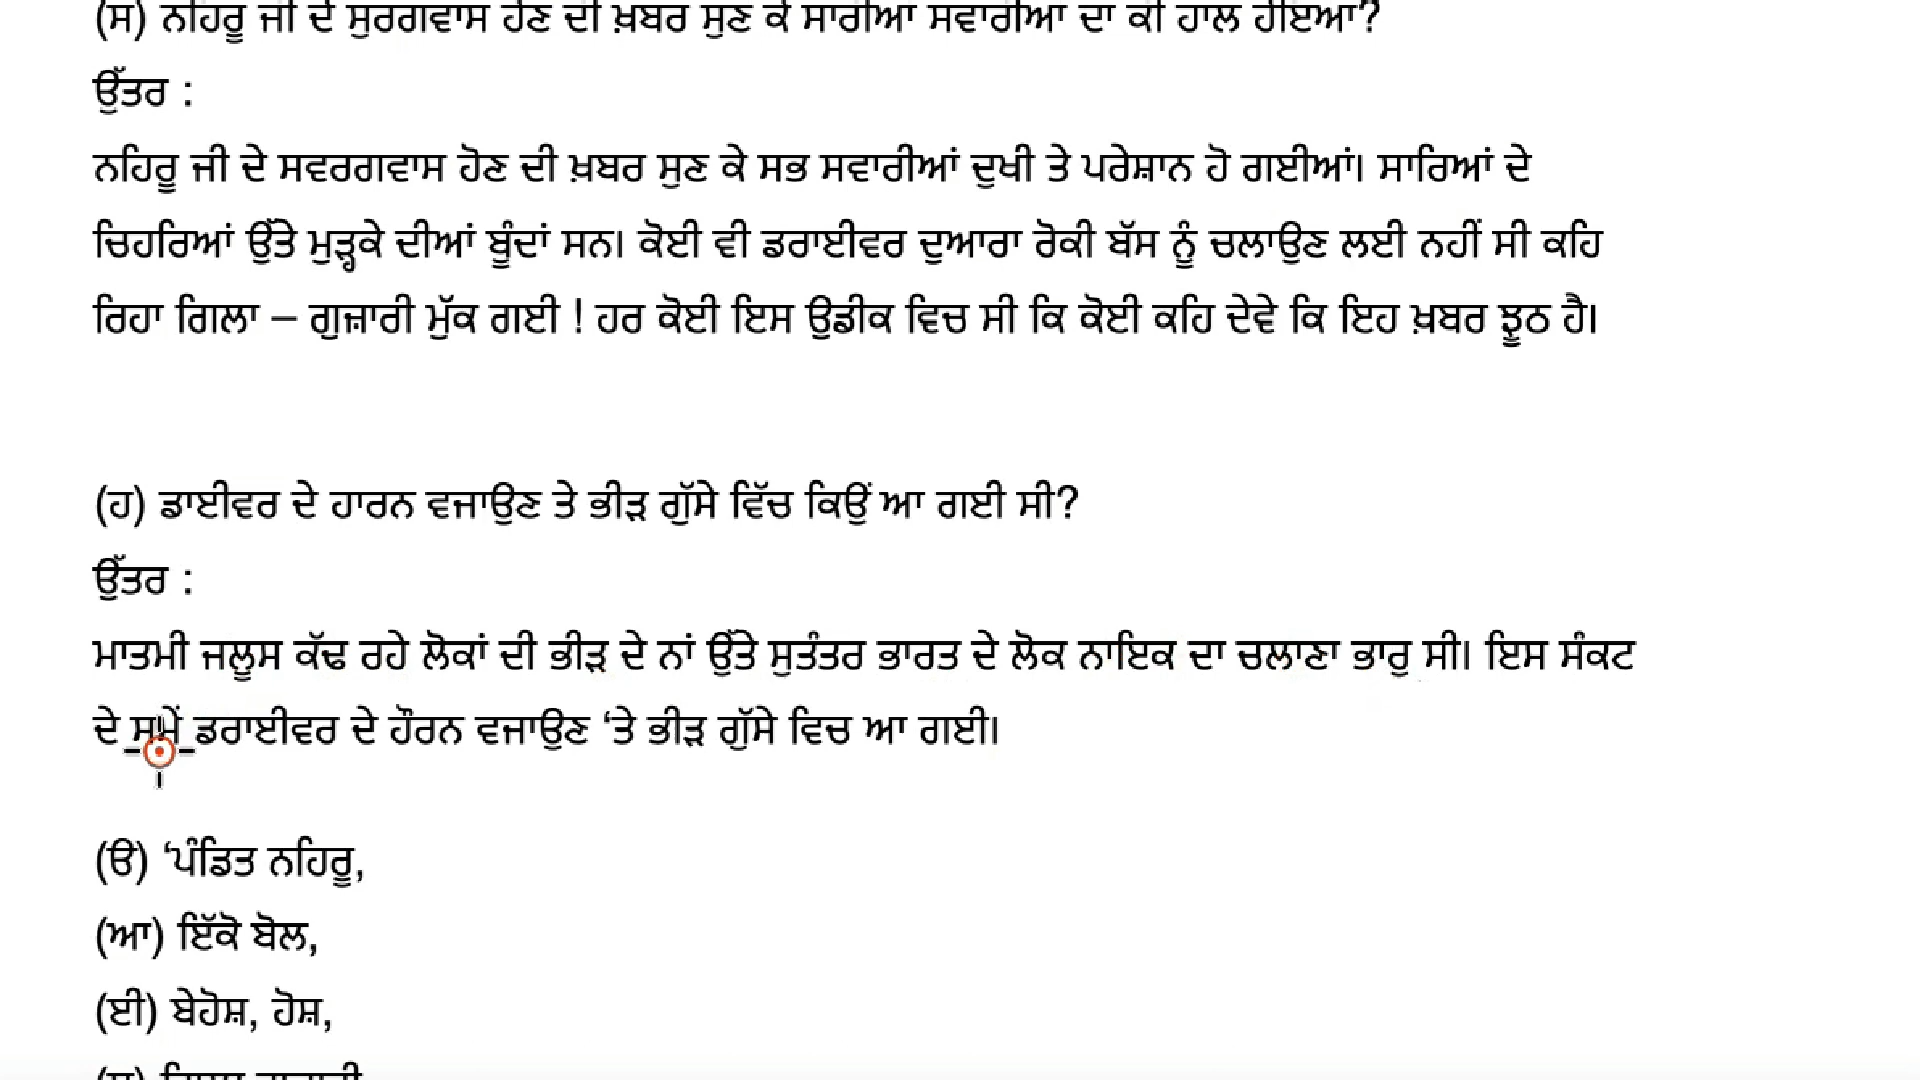 (ਸ) ਨਹਿਰੂ ਜੀ ਦੇ ਸੁਰਗਵਾਸ ਹੋਣ ਦੀ ਖ਼ਬਰ ਸੁਣ ਕੇ ਸਾਰੀਆਂ ਸਵਾਰੀਆਂ ਦਾ ਕੀ ਹਾਲ ਹੋਇਆ?
ਉੱਤਰ :
ਨਹਿਰੂ ਜੀ ਦੇ ਸਵਰਗਵਾਸ ਹੋਣ ਦੀ ਖ਼ਬਰ ਸੁਣ ਕੇ ਸਭ ਸਵਾਰੀਆਂ ਦੁਖੀ ਤੇ ਪਰੇਸ਼ਾਨ ਹੋ ਗਈਆਂ। ਸਾਰਿਆਂ ਦੇ
ਚਿਹਰਿਆਂ ਉੱਤੇ ਮੁੜ੍ਹਕੇ ਦੀਆਂ ਬੂੰਦਾਂ ਸਨ। ਕੋਈ ਵੀ ਡਰਾਈਵਰ ਦੁਆਰਾ ਰੋਕੀ ਬੱਸ ਨੂੰ ਚਲਾਉਣ ਲਈ ਨਹੀਂ ਸੀ ਕਹਿ
ਰਿਹਾ ਗਿਲਾ – ਗੁਜ਼ਾਰੀ ਮੁੱਕ ਗਈ ! ਹਰ ਕੋਈ ਇਸ ਉਡੀਕ ਵਿਚ ਸੀ ਕਿ ਕੋਈ ਕਹਿ ਦੇਵੇ ਕਿ ਇਹ ਖ਼ਬਰ ਝੂਠ ਹੈ।
(ਹ) ਡਾਈਵਰ ਦੇ ਹਾਰਨ ਵਜਾਉਣ ਤੇ ਭੀੜ ਗੁੱਸੇ ਵਿੱਚ ਕਿਉਂ ਆ ਗਈ ਸੀ?
ਉੱਤਰ :
ਮਾਤਮੀ ਜਲੂਸ ਕੱਢ ਰਹੇ ਲੋਕਾਂ ਦੀ ਭੀੜ ਦੇ ਨਾਂ ਉੱਤੇ ਸੁਤੰਤਰ ਭਾਰਤ ਦੇ ਲੋਕ ਨਾਇਕ ਦਾ ਚਲਾਣਾ ਭਾਰੁ ਸੀ। ਇਸ ਸੰਕਟ
ਦੇ ਸਮੇਂ ਡਰਾਈਵਰ ਦੇ ਹੌਰਨ ਵਜਾਉਣ ‘ਤੇ ਭੀੜ ਗੁੱਸੇ ਵਿਚ ਆ ਗਈ।
(ੳ) ‘ਪੰਡਿਤ ਨਹਿਰੂ,
(ਆ) ਇੱਕੋ ਬੋਲ,
(ਈ) ਬੇਹੋਸ਼, ਹੋਸ਼,